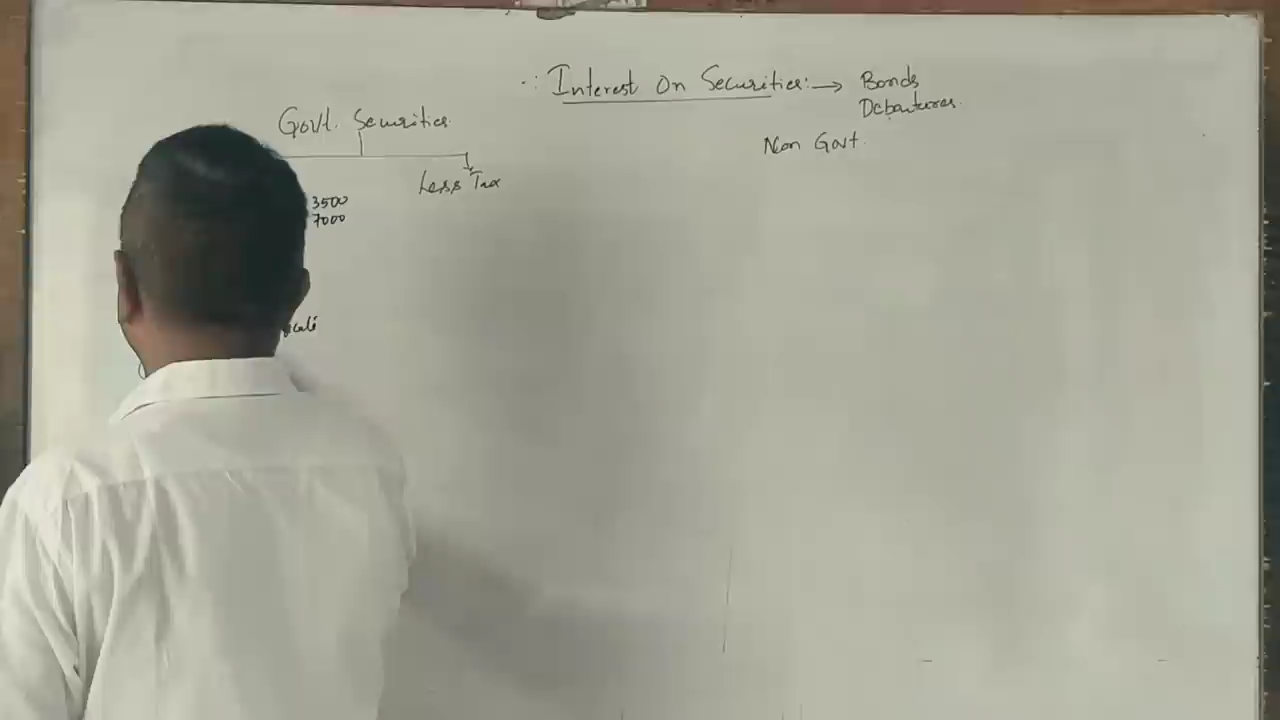 ∴ Interest on Securities:→ Bonds
Debentures.
Govt. Securities
Non Govt.
Less Tax
3500
7000